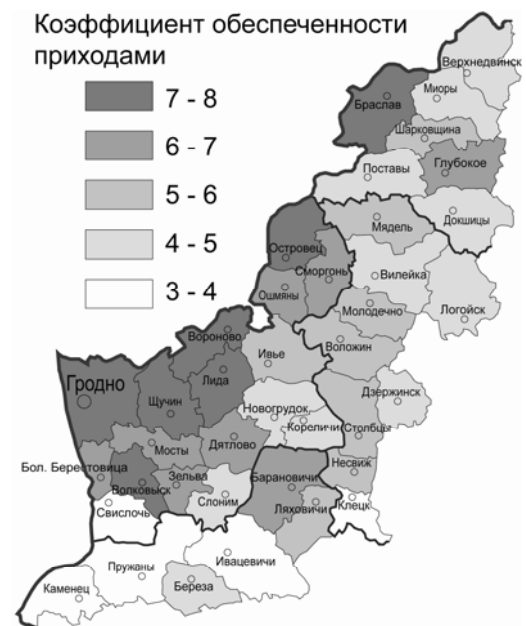 Коэффициент обеспеченности
приходами
7 - 8
6 - 7
5 - 6
4 - 5
3 - 4
Верхнедвинск
Браслав
Миоры
Шарковщина
Поставы
Глубокое
Мядель
Докшицы
Островец
Сморгонь
Вилейка
Ошмяны
Молодечно
Логойск
Вороново
Ивье
Воложин
Гродно
Щучин
Лида
Дзержинск
Новогрудок
Кореличи
Столбцы
Мосты
Дятлово
Бол. Берестовица
Зельва
Барановичи
Несвиж
Волковыск
Слоним
Свислочь
Ляховичи
Клецк
Пружаны
Ивацевичи
Каменец
Береза